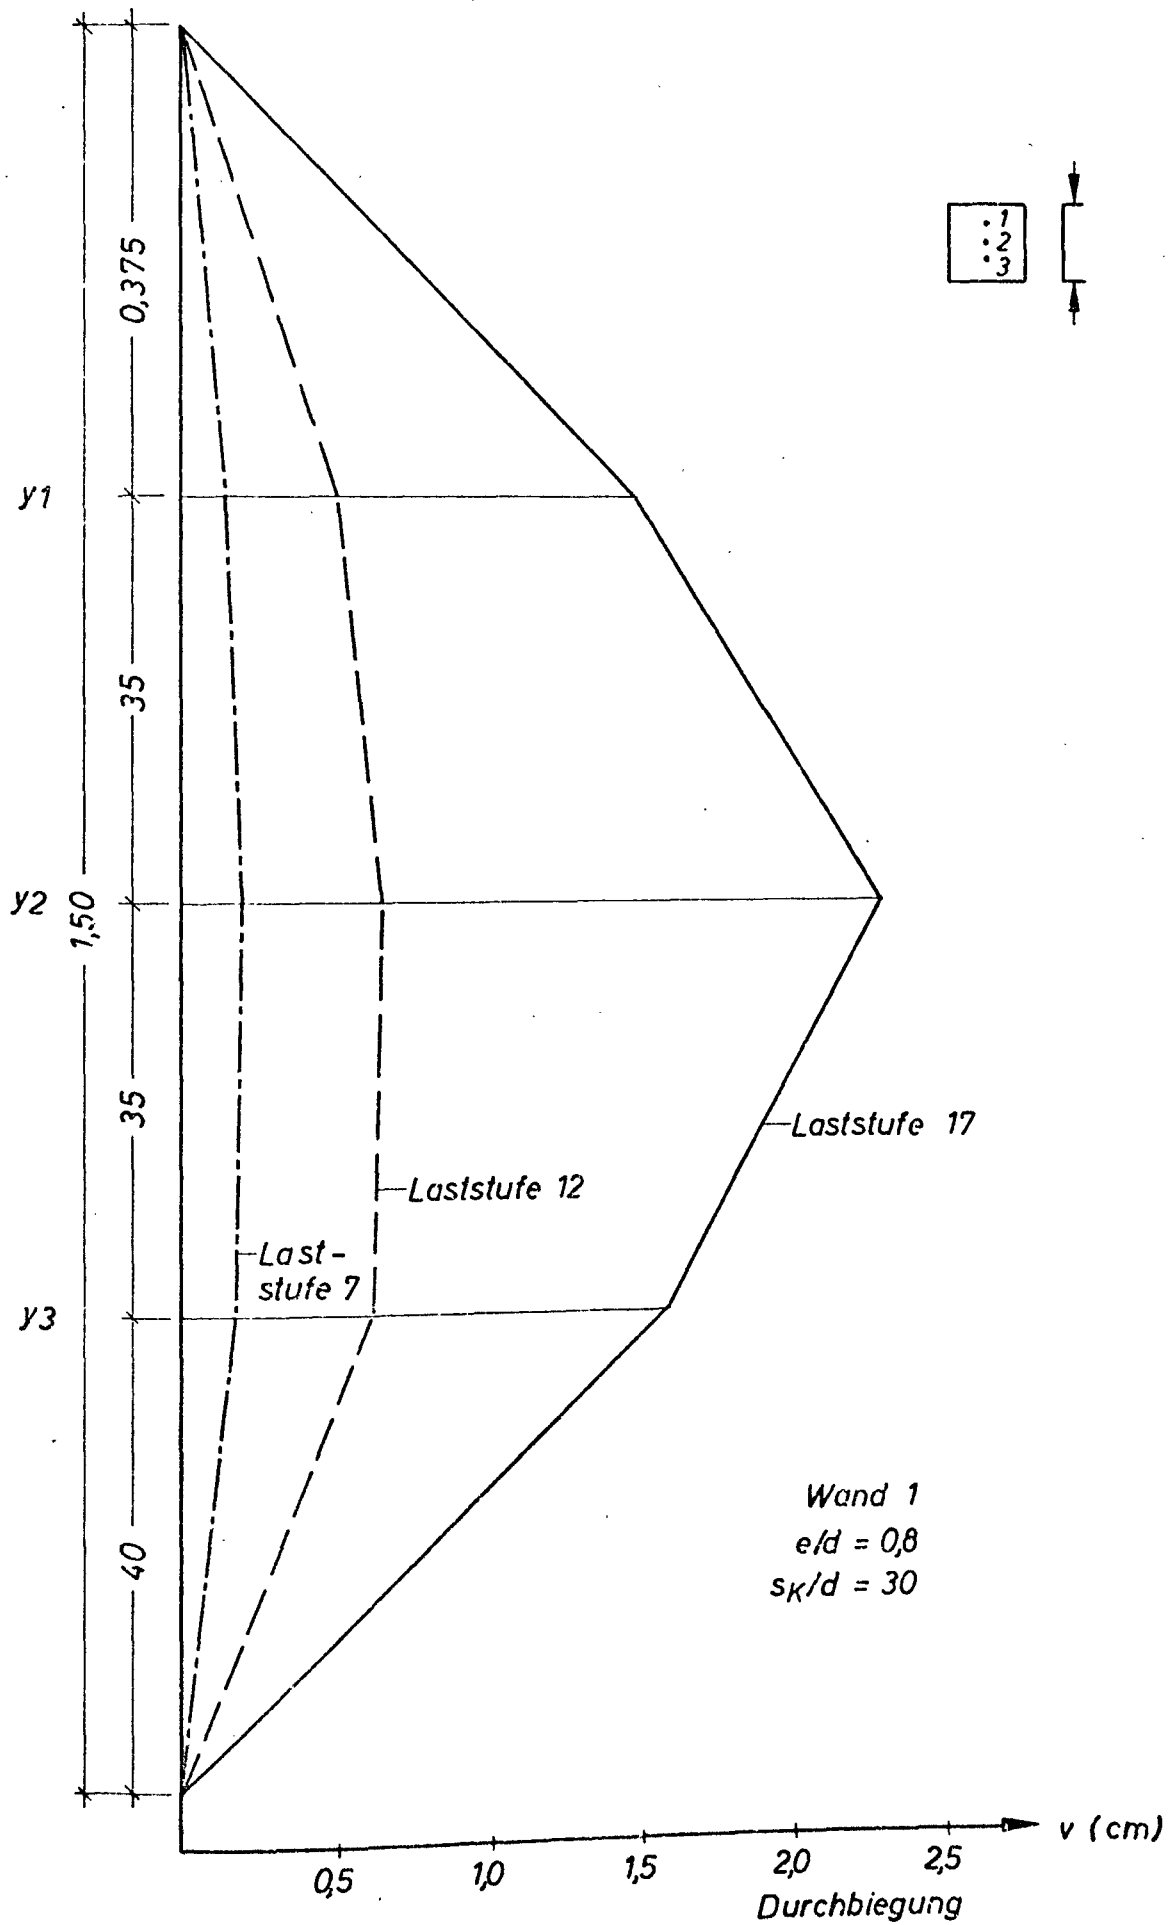 0,375
1
2
3
y1
35
y2
1,50
35
Laststufe 17
Laststufe 12
Last-
stufe 7
y3
40
Wand 1
e/d = 0,8
sK/d = 30
v (cm)
0,5 1,0 1,5 2,0 2,5
Durchbiegung